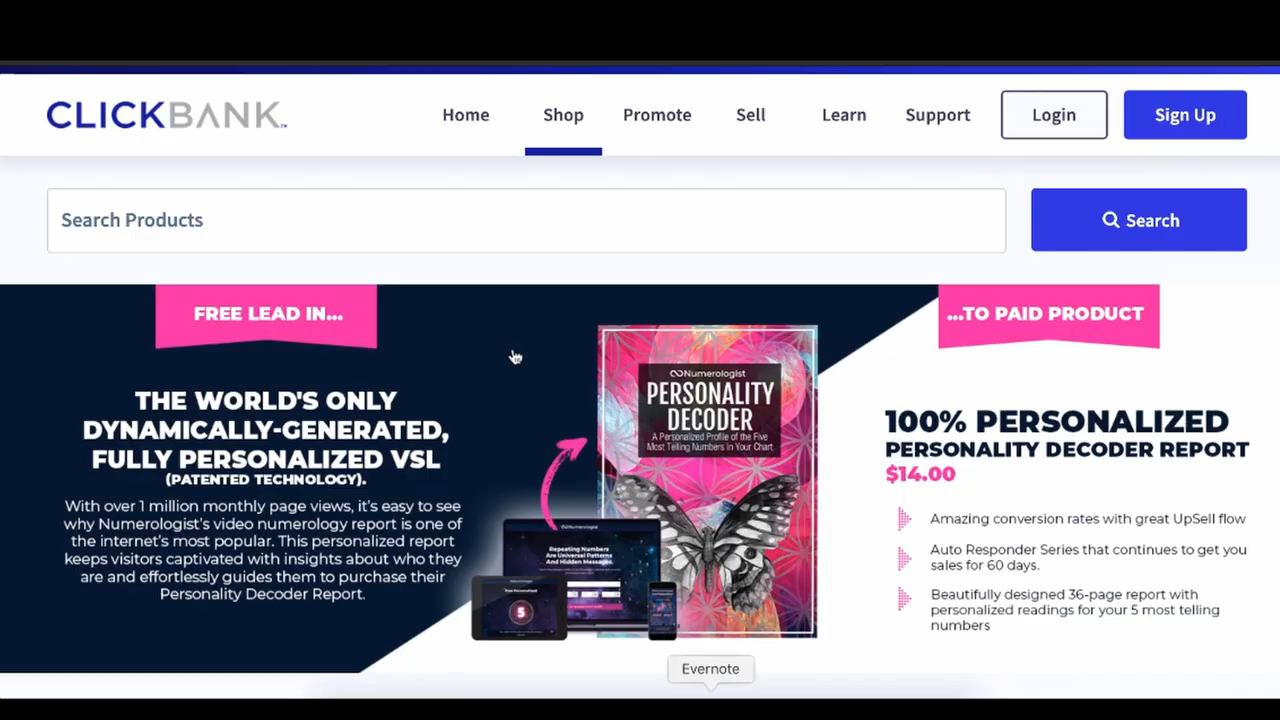 CLICKBANK
Home
Shop
Promote
Sell
Learn
Support
Login
Sign Up
Search Products
Search
FREE LEAD IN...
THE WORLD'S ONLY
DYNAMICALLY-GENERATED,
FULLY PERSONALIZED VSL
(PATENTED TECHNOLOGY).
With over 1 million monthly page views, it's easy to see
why Numerologist's video numerology report is one of
the internet's most popular. This personalized report
keeps visitors captivated with insights about who they
are and effortlessly guides them to purchase their
Personality Decoder Report.
Numerologist
PERSONALITY
DECODER
A Personalized Profile of the Five
Most Telling Numbers in Your Chart
Repeating Numbers
Are Universal Patterns
And Hidden Messages.
5
...TO PAID PRODUCT
100% PERSONALIZED
PERSONALITY DECODER REPORT
$14.00
Amazing conversion rates with great UpSell flow
Auto Responder Series that continues to get you
sales for 60 days.
Beautifully designed 36-page report with
personalized readings for your 5 most telling
numbers
Evernote